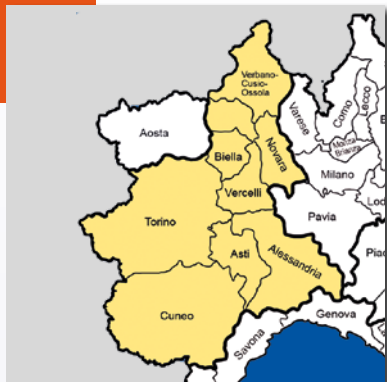 Verbano-
Cusio-
Ossola
Aosta
Biella
Novara
Vercelli
Torino
Asti
Alessandria
Cuneo
Varese
Como
Lecco
Monza
Brianza
Milano
Lod
Pavia
Genova
Savona